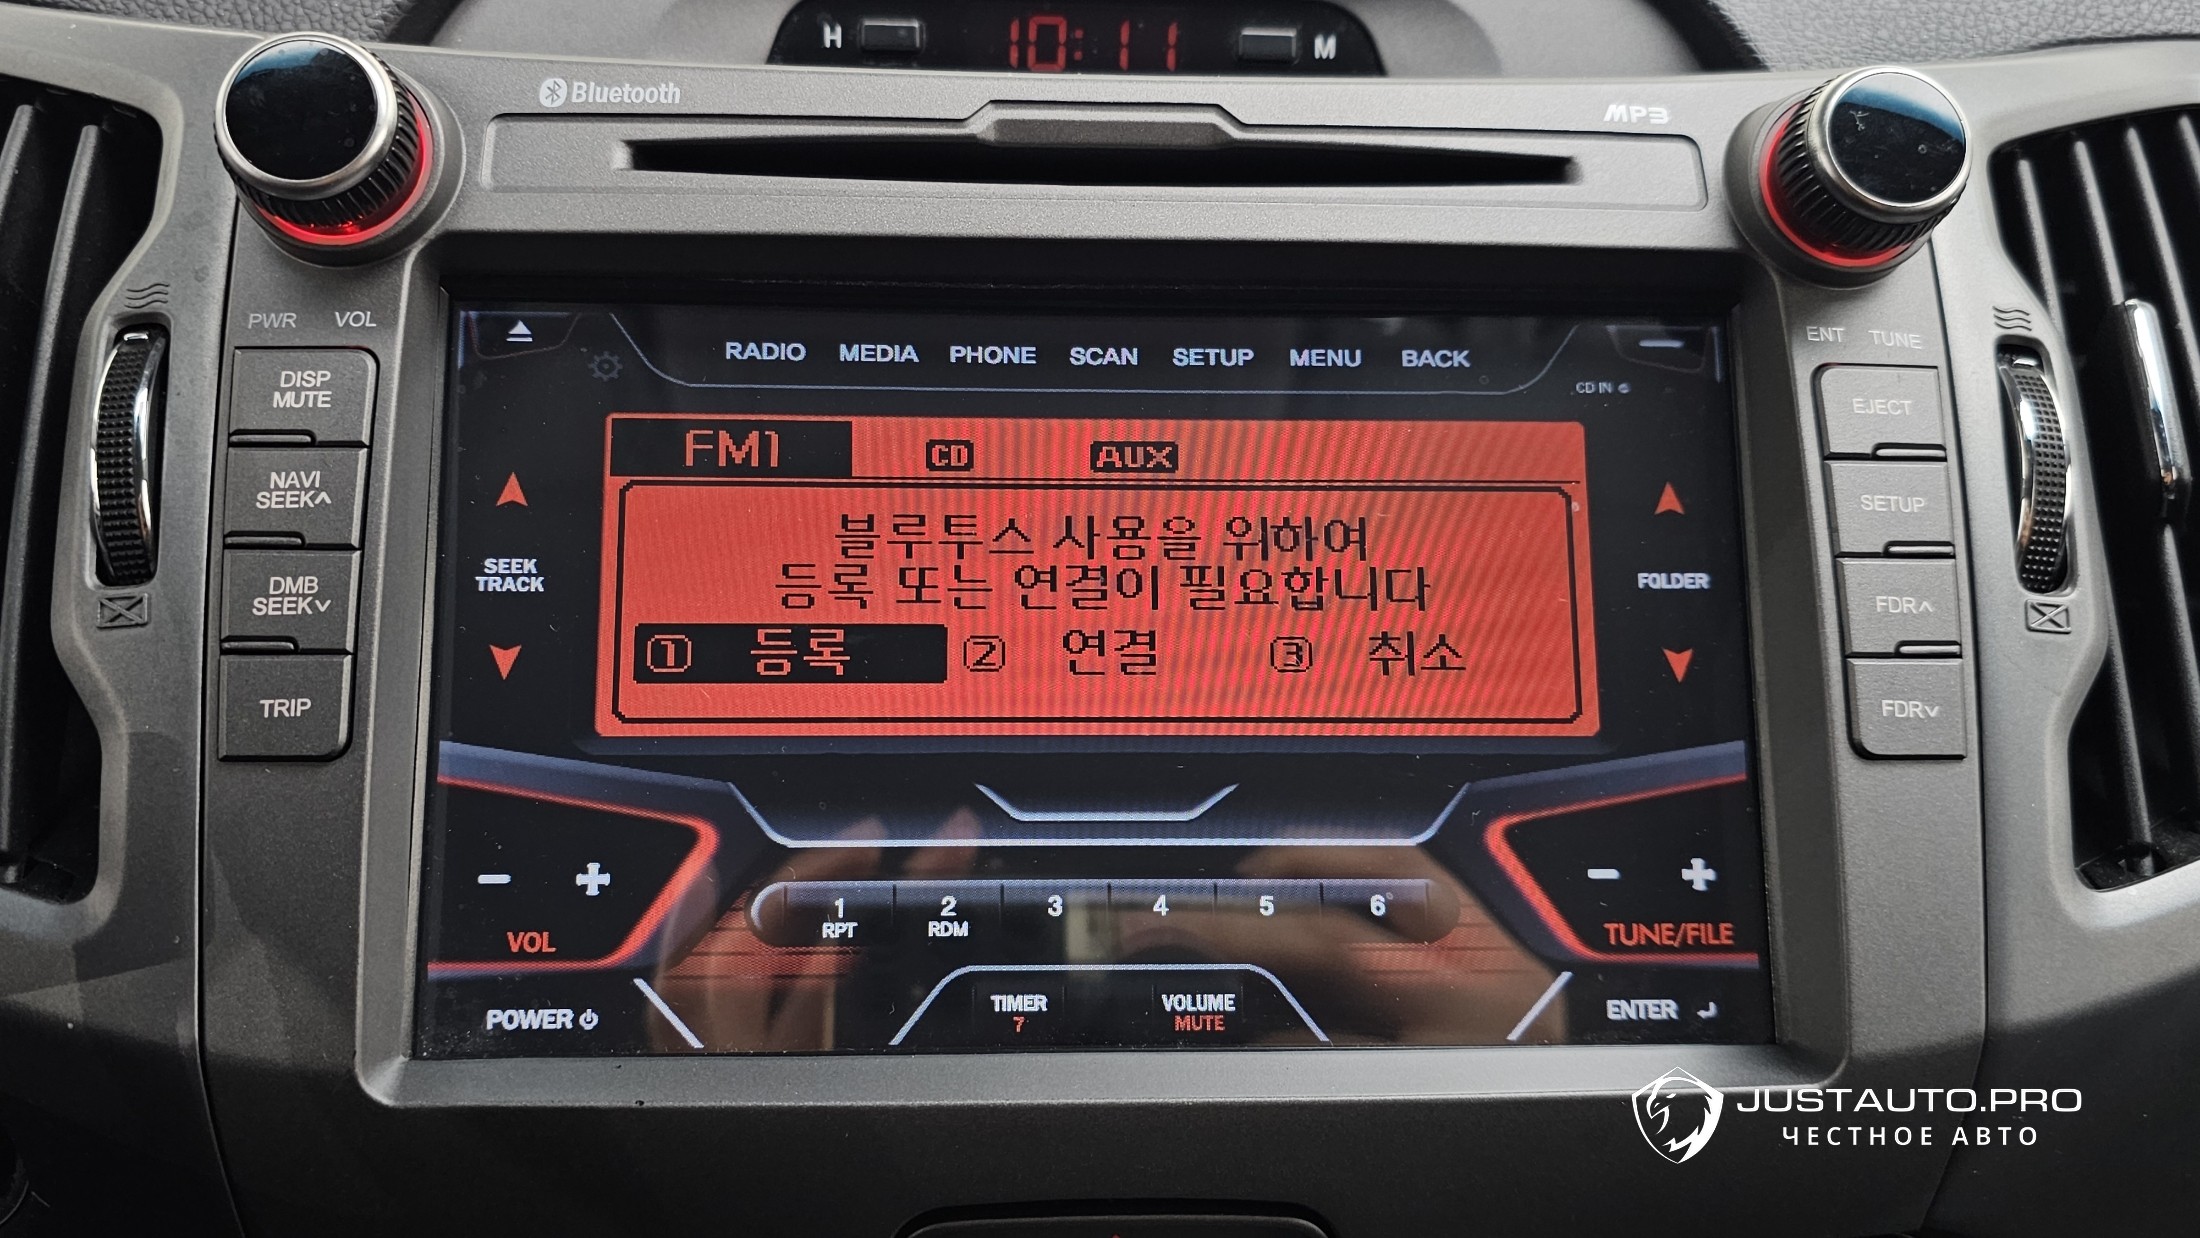 H 10:11 M
Bluetooth
MP3
PWR VOL
ENT TUNE
DISP
MUTE
NAVI
SEEK
DMB
SEEK
TRIP
EJECT
SETUP
FDR
FDR
RADIO MEDIA PHONE SCAN SETUP MENU BACK
CD IN
FM1 CD AUX
블루투스 사용을 위하여
등록 또는 연결이 필요합니다
① 등록 ② 연결 ③ 취소
SEEK
TRACK
FOLDER
- +
VOL
1 2 3 4 5 6
RPT RDM
- +
TUNE/FILE
POWER
TIMER
7
VOLUME
MUTE
ENTER
JUSTAUTO.PRO
ЧЕСТНОЕ АВТО